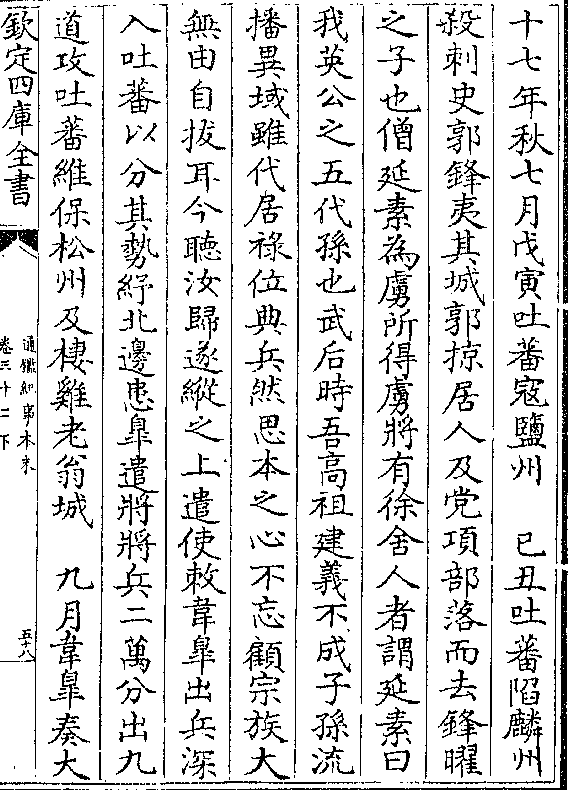 十七年秋七月戊寅吐蕃寇鹽州　已丑吐蕃陷麟州
殺刺史郭鋒夷其城郭掠居人及党項部落而去鋒曜
之子也僧延素為虜所得虜將有徐舍人者謂延素曰
我英公之五代孫也武后時吾高祖建義不成子孫流
播異域雖代居祿位典兵然思本之心不忘顧宗族大
無由自拔耳今聽汝歸遂縱之上遣使敕韋臯出兵深
入吐蕃以分其勢紓北邊患臯遣將將兵二萬分出九
道攻吐蕃維保松州及棲雞老翁城　九月韋臯奏大
欽定四庫全書
通鑑紀事本末
卷三十二下
五十八